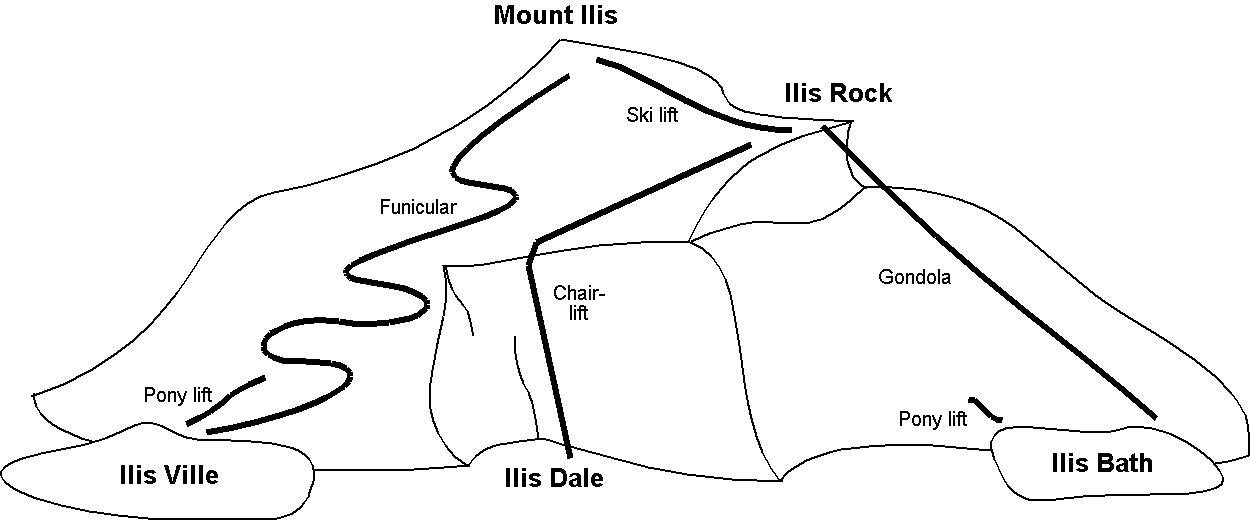 Mount Ilis
Ilis Rock
Ski lift
Funicular
Gondola
Chair-
lift
Pony lift
Pony lift
Ilis Ville
Ilis Dale
Ilis Bath